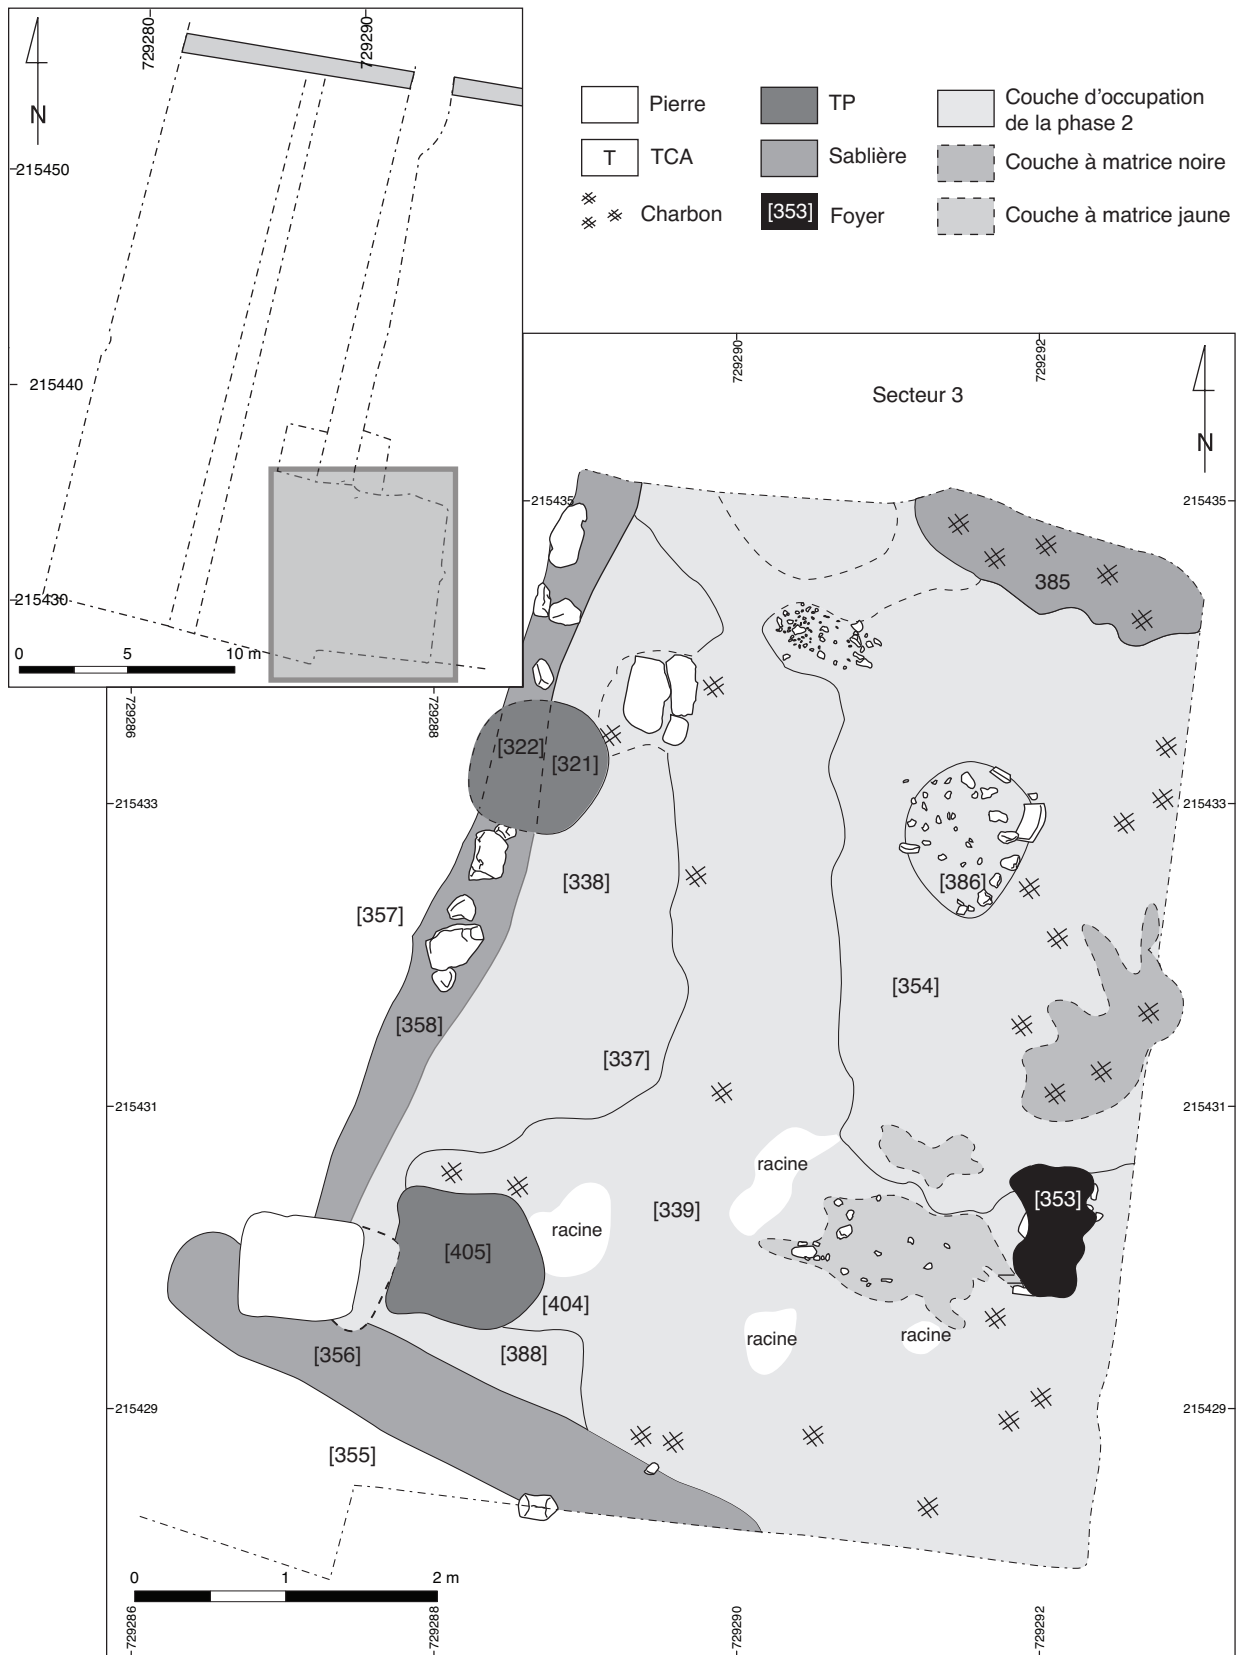 729280
729290
N
215450
215440
215430
0 5 10 m
Pierre
TP
Couche d'occupation
de la phase 2
T
TCA
Sablière
Couche à matrice noire
Charbon
[353]
Foyer
Couche à matrice jaune
729290
729292
Secteur 3
N
215435
215435
385
729286
729288
[322]
[321]
215433
215433
[338]
[386]
[357]
[354]
[358]
[337]
215431
215431
racine
[353]
[339]
racine
[405]
[404]
racine
racine
[356]
[388]
215429
215429
[355]
0 1 2 m
729286
729288
729290
729292